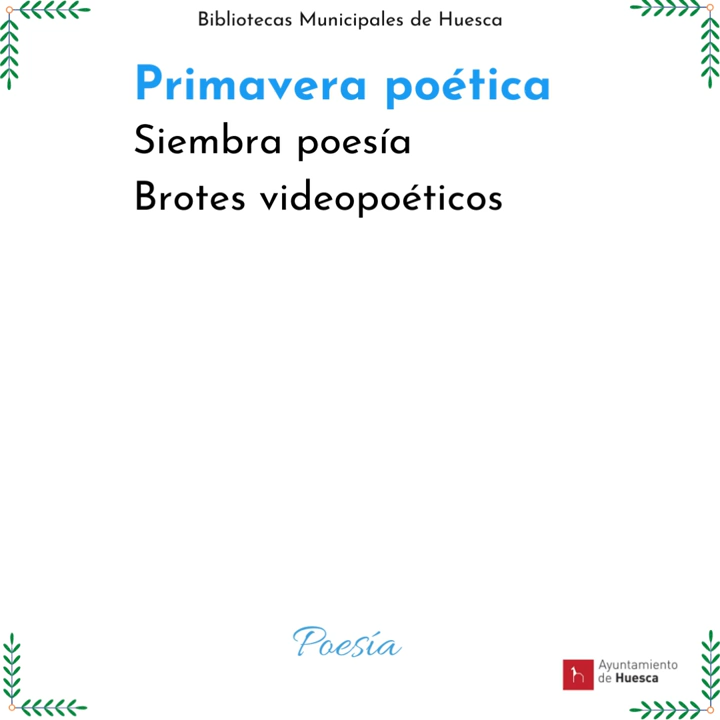 Bibliotecas Municipales de Huesca
Primavera poética
Siembra poesía
Brotes videopoéticos
Poesía
Ayuntamiento
de Huesca